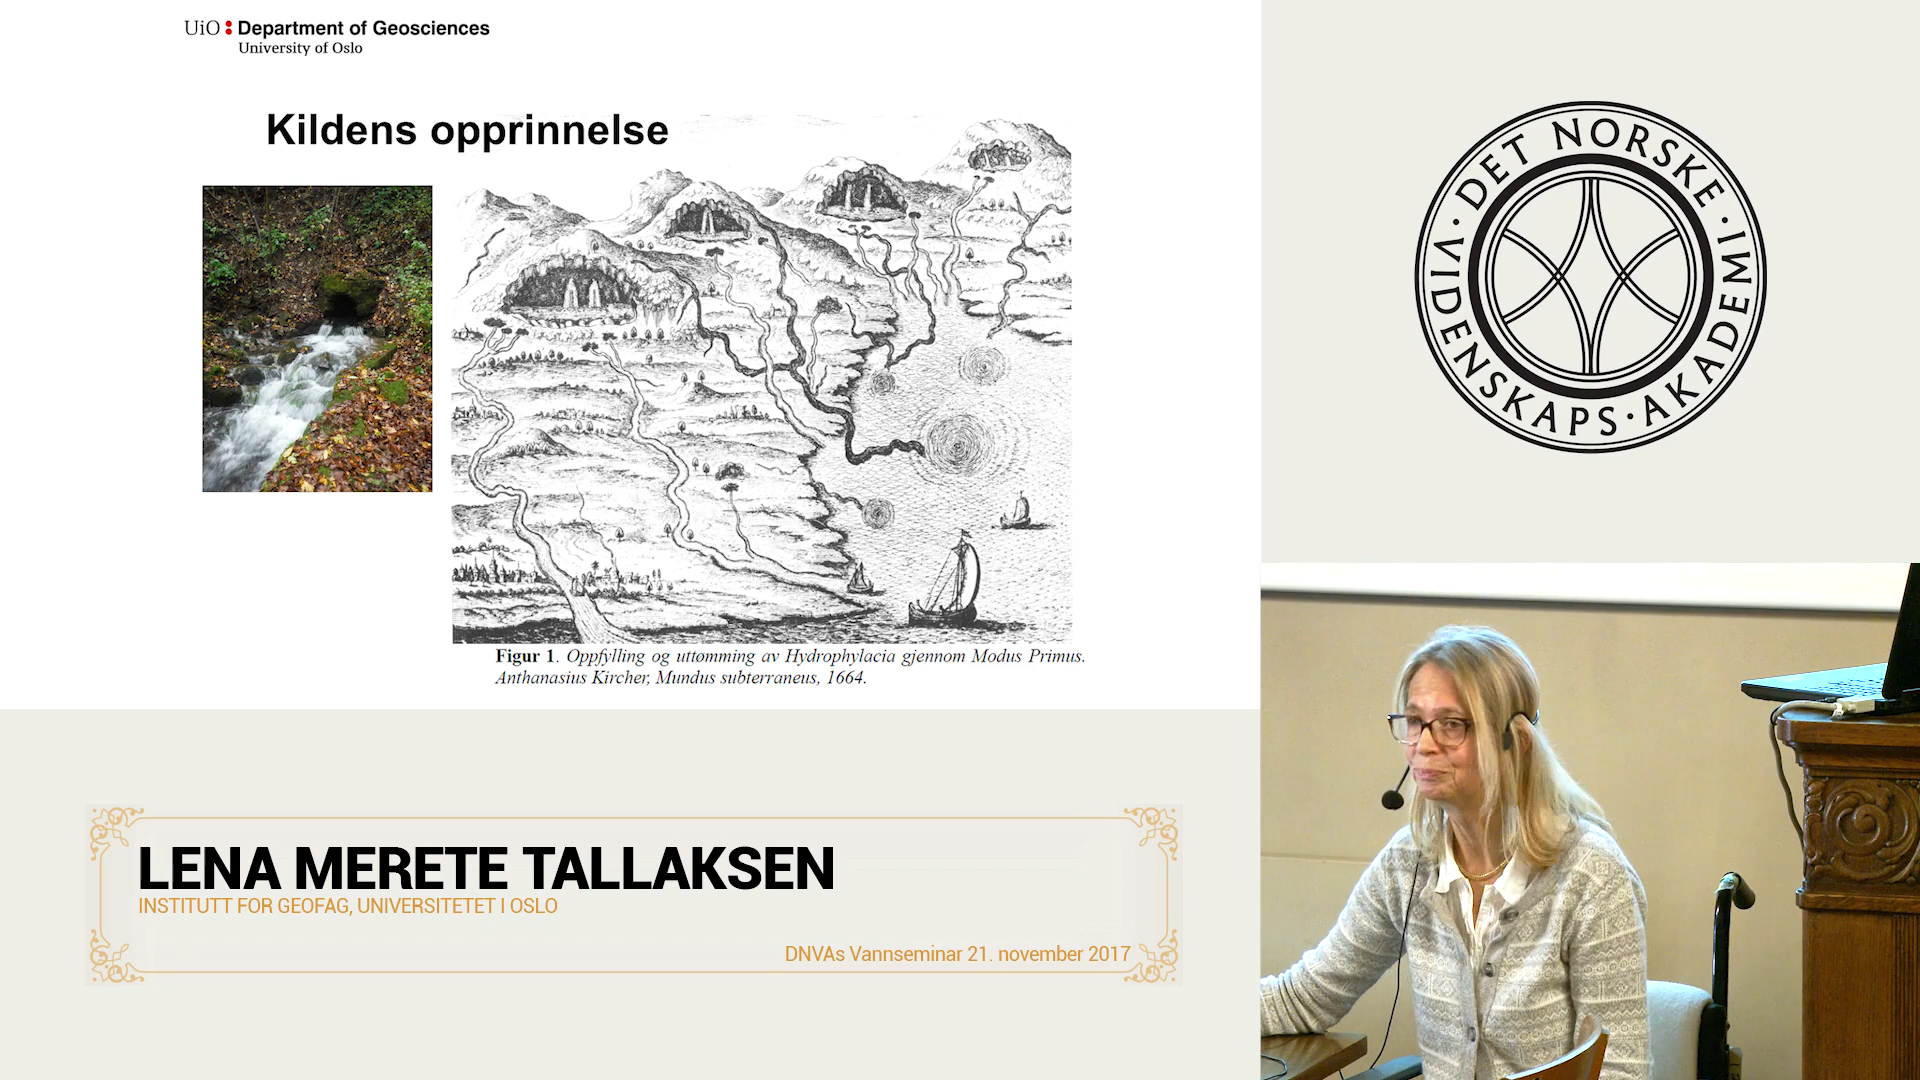 UiO Department of Geosciences
University of Oslo
Kildens opprinnelse
Figur 1. Oppfylling og uttømming av Hydrophylacia gjennom Modus Primus.
Anthanasius Kircher, Mundus subterraneus, 1664.
DET NORSKE · VIDENSKAPS · AKADEMI ·
LENA MERETE TALLAKSEN
INSTITUTT FOR GEOFAG, UNIVERSITETET I OSLO
DNVAs Vannseminar 21. november 2017